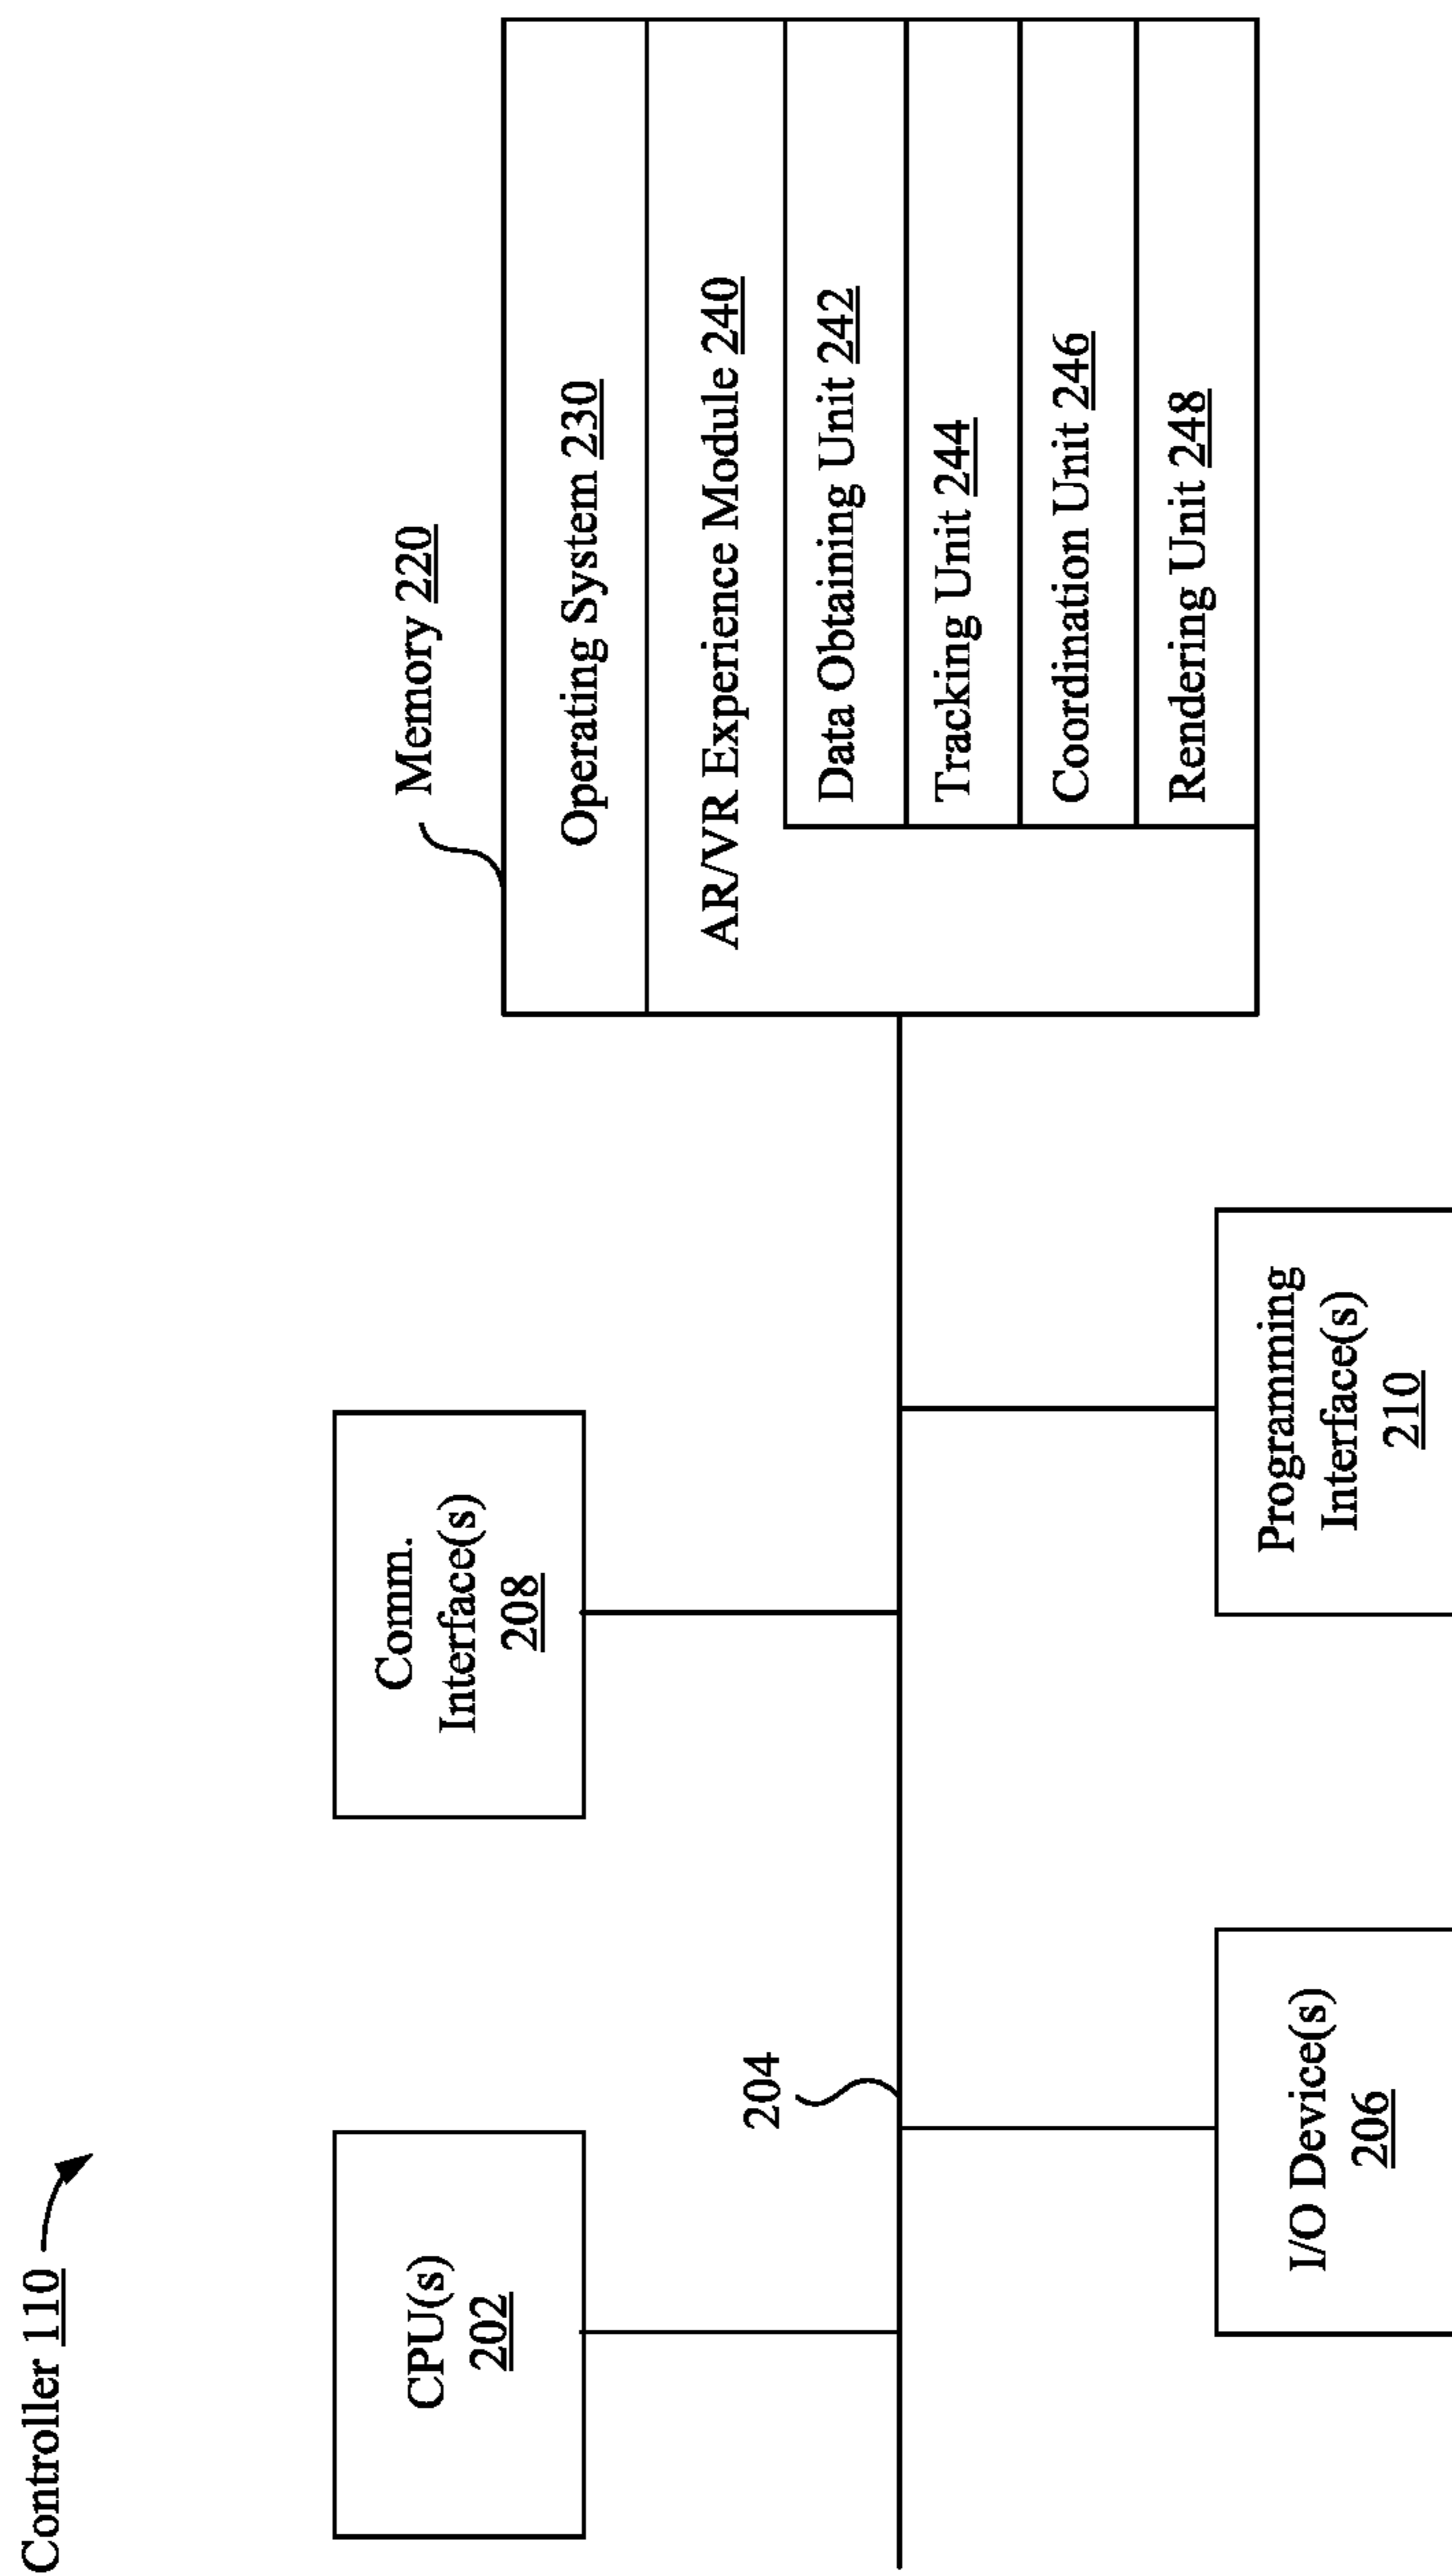 Controller 110
CPU(s)
202
Comm.
Interface(s)
208
204
I/O Device(s)
206
Programming
Interface(s)
210
Memory 220
Operating System 230
AR/VR Experience Module 240
Data Obtaining Unit 242
Tracking Unit 244
Coordination Unit 246
Rendering Unit 248